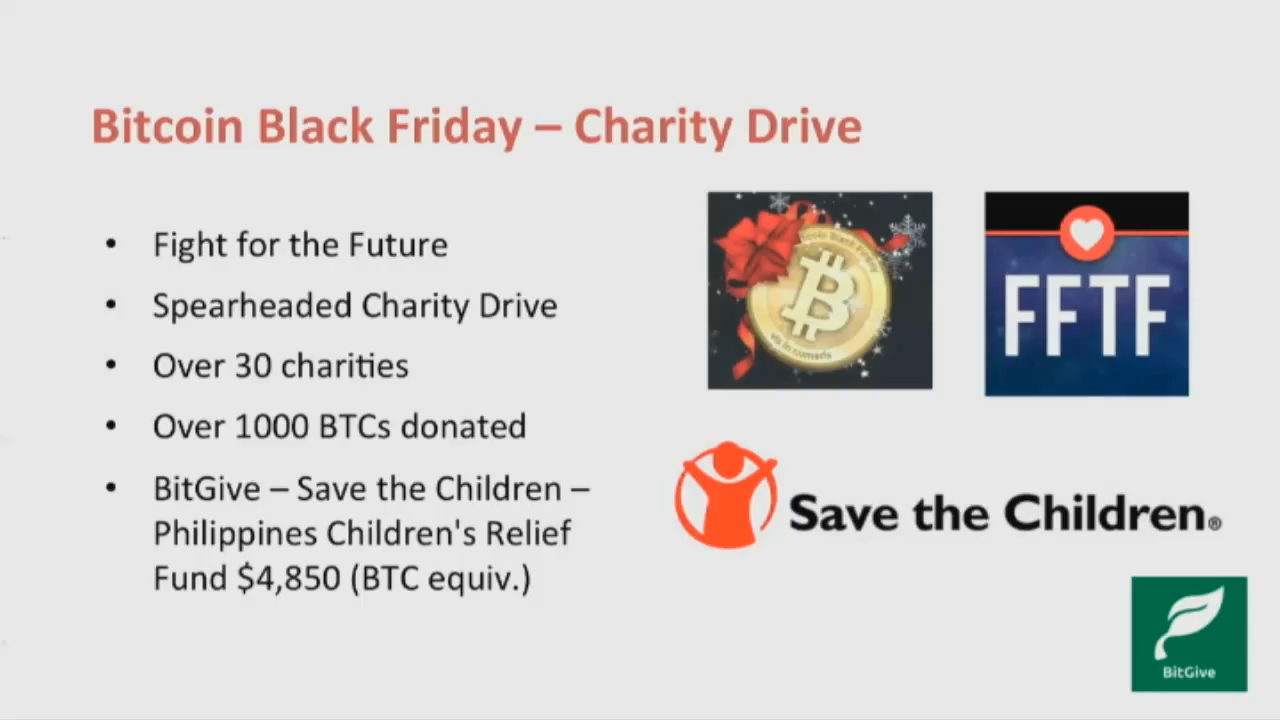 Bitcoin Black Friday – Charity Drive
• Fight for the Future
• Spearheaded Charity Drive
• Over 30 charities
• Over 1000 BTCs donated
• BitGive – Save the Children –
Philippines Children's Relief
Fund $4,850 (BTC equiv.)
Bitcoin Black Friday
FFTF
Save the Children®
BitGive